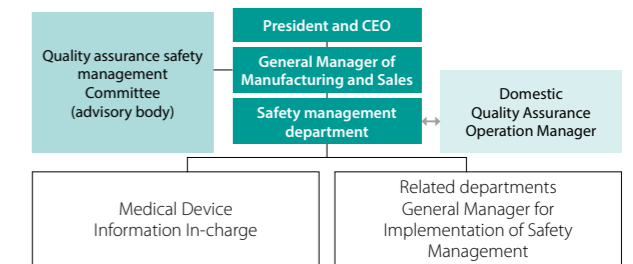 President and CEO
Quality assurance safety
management
Committee
(advisory body)
General Manager of
Manufacturing and Sales
Safety management
department
Domestic
Quality Assurance
Operation Manager
Medical Device
Information In-charge
Related departments
General Manager for
Implementation of Safety
Management